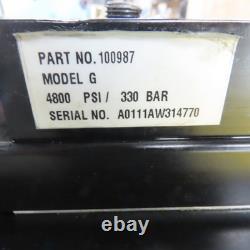 PART NO. 100987
MODEL G
4800 PSI / 330 BAR
SERIAL NO. A0111AW314770